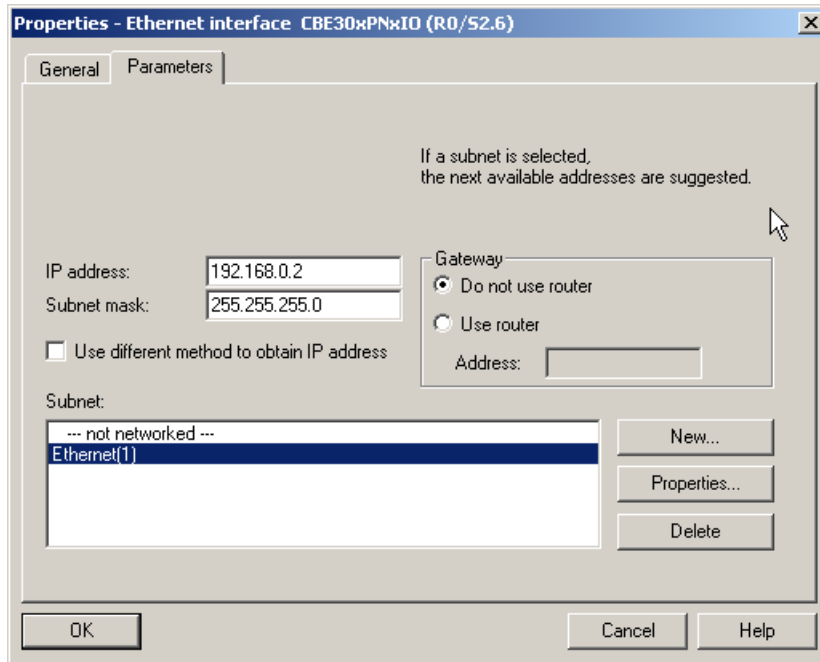 Properties - Ethernet interface CBE30xPNxIO (R0/S2.6)
General
Parameters
If a subnet is selected,
the next available addresses are suggested.
IP address:
192.168.0.2
Subnet mask:
255.255.255.0
Use different method to obtain IP address
Gateway
Do not use router
Use router
Address:
Subnet:
--- not networked ---
Ethernet(1)
New...
Properties...
Delete
OK
Cancel
Help